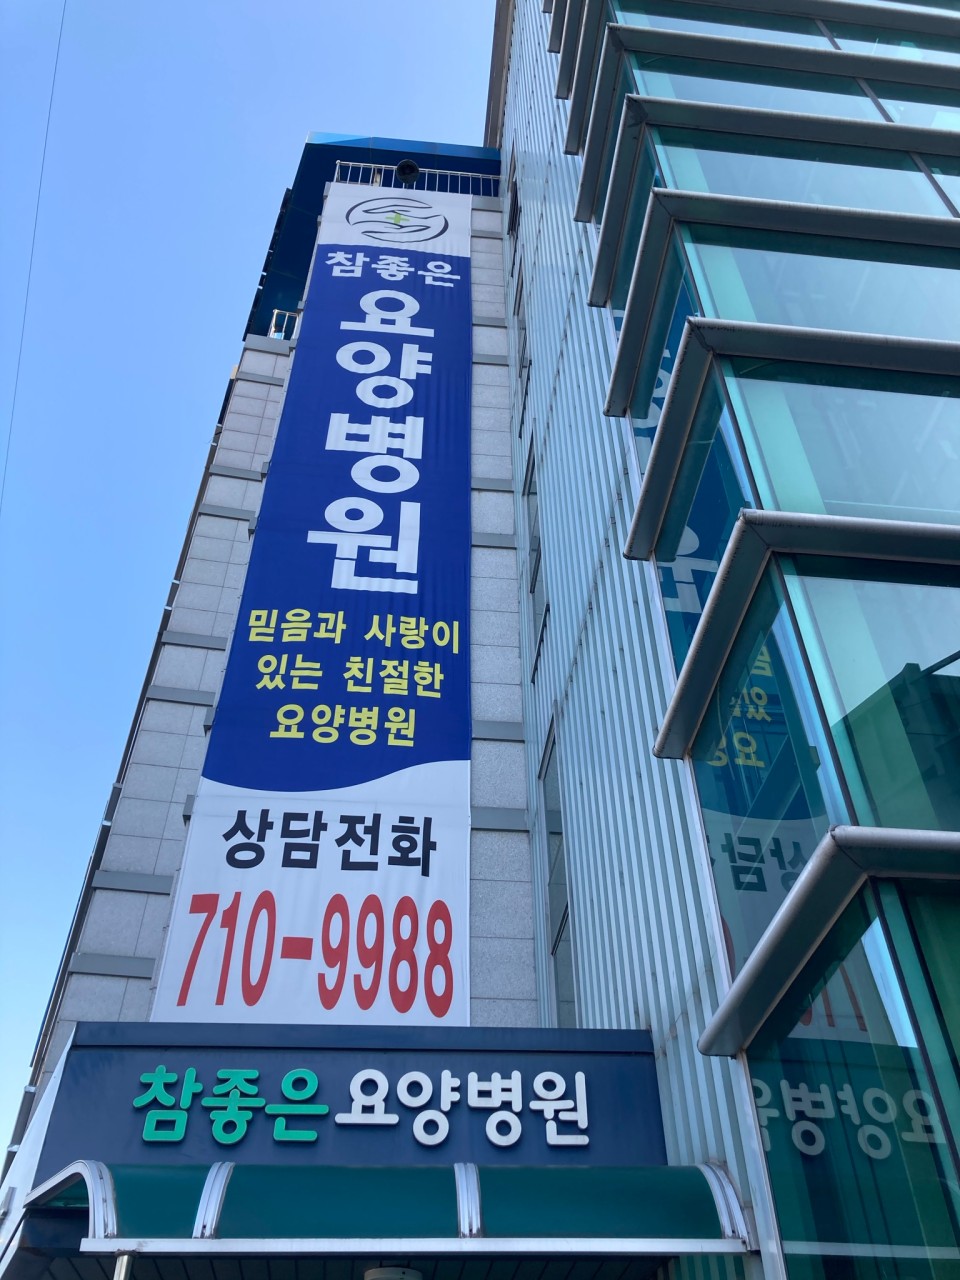 참좋은
요양병원
믿음과 사랑이
있는 친절한
요양병원
상담전화
710-9988
참좋은요양병원